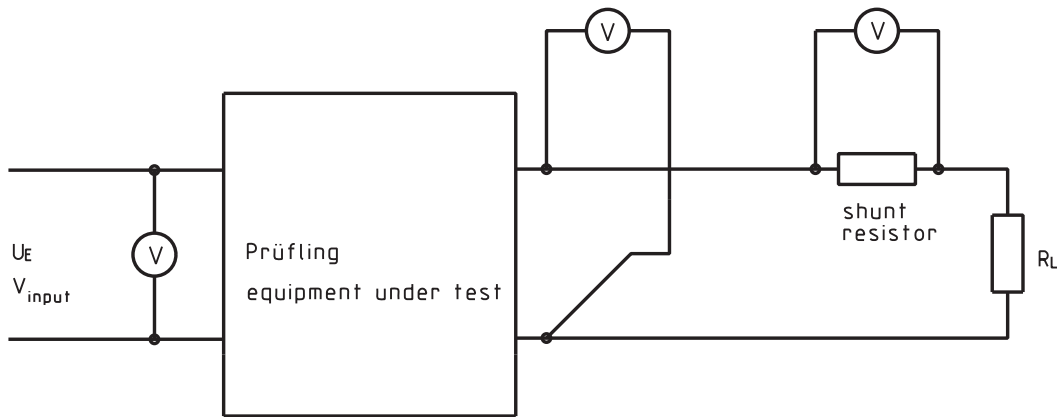 V
V
V
UE
Vinput
Prüfling
equipment under test
shunt
resistor
RL